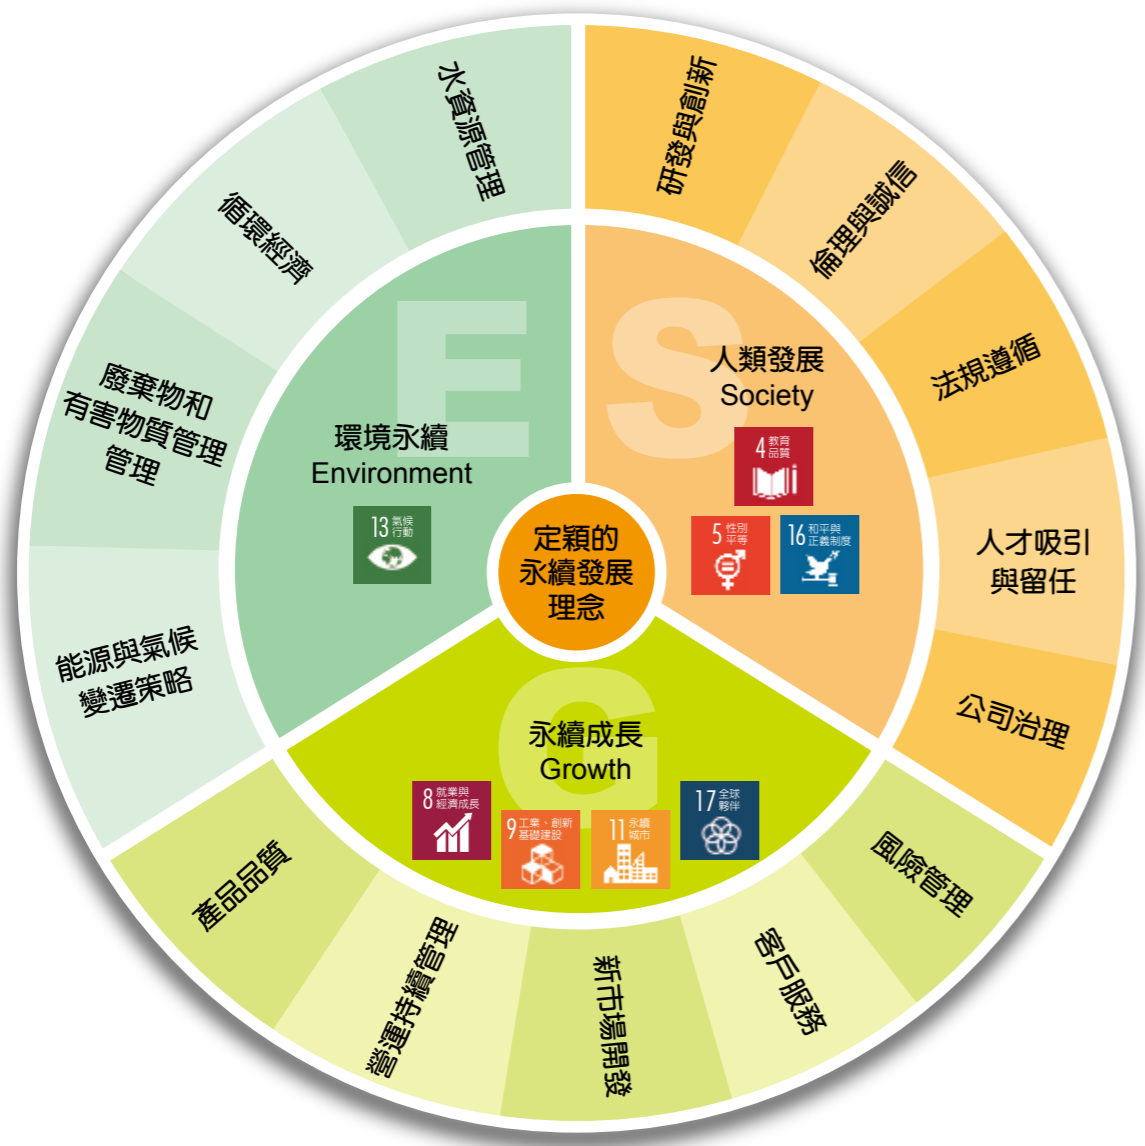 水資源管理
循環經濟
廢棄物和
有害物質管理
管理
能源與氣候
變遷策略
E
環境永續
Environment
13 氣候
行動
研發與創新
倫理與誠信
法規遵循
人才吸引
與留任
公司治理
S
人類發展
Society
4 教育
品質
5 性別
平等
16 和平與
正義制度
定穎的
永續發展
理念
G
永續成長
Growth
8 就業與
經濟成長
9 工業、創新
基礎建設
11 永續
城市
17 全球
夥伴
產品品質
營運持續管理
新市場開發
客戶服務
風險管理